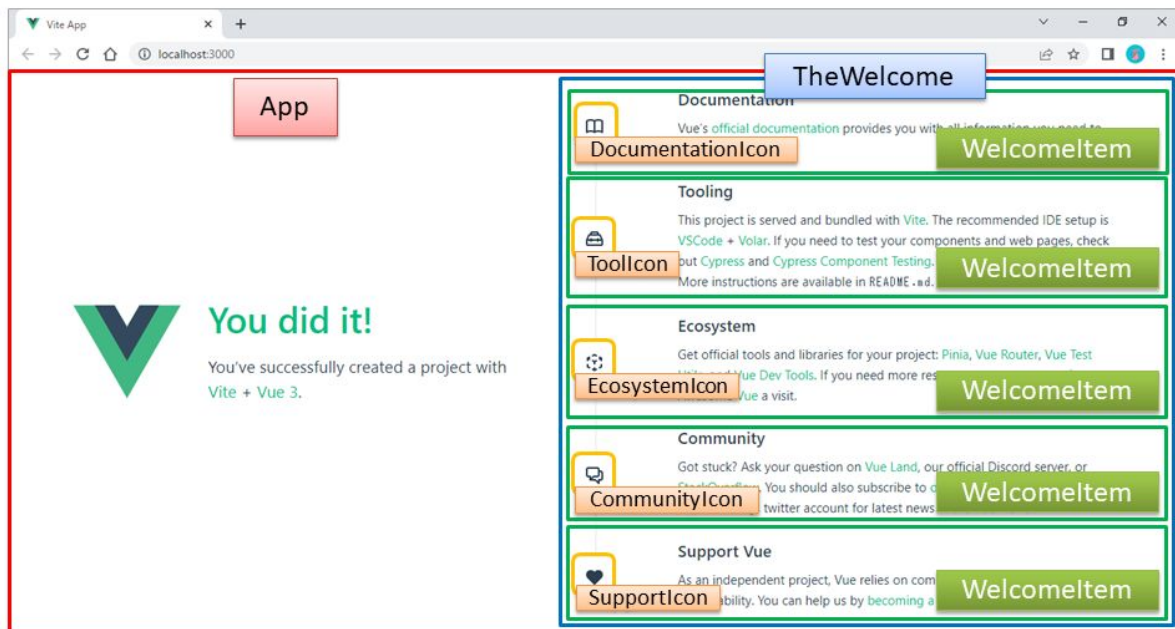 Vite App
localhost:3000
App
TheWelcome
Documentation
Vue's official documentation provides you with all information you need to
DocumentationIcon
WelcomeItem
Tooling
This project is served and bundled with Vite. The recommended IDE setup is
VSCode + Volar. If you need to test your components and web pages, check
out Cypress and Cypress Component Testing.
ToolIcon
WelcomeItem
More instructions are available in README.md.
You did it!
You've successfully created a project with
Vite + Vue 3.
Ecosystem
Get official tools and libraries for your project: Pinia, Vue Router, Vue Test
Vue Dev Tools. If you need more
EcosystemIcon
WelcomeItem
Vue a visit.
Community
Got stuck? Ask your question on Vue Land, our official Discord server, or
StackOverflow. You should also subscribe to
CommunityIcon
WelcomeItem
twitter account for latest news
Support Vue
As an independent project, Vue relies on
SupportIcon
WelcomeItem
You can help us by becoming a